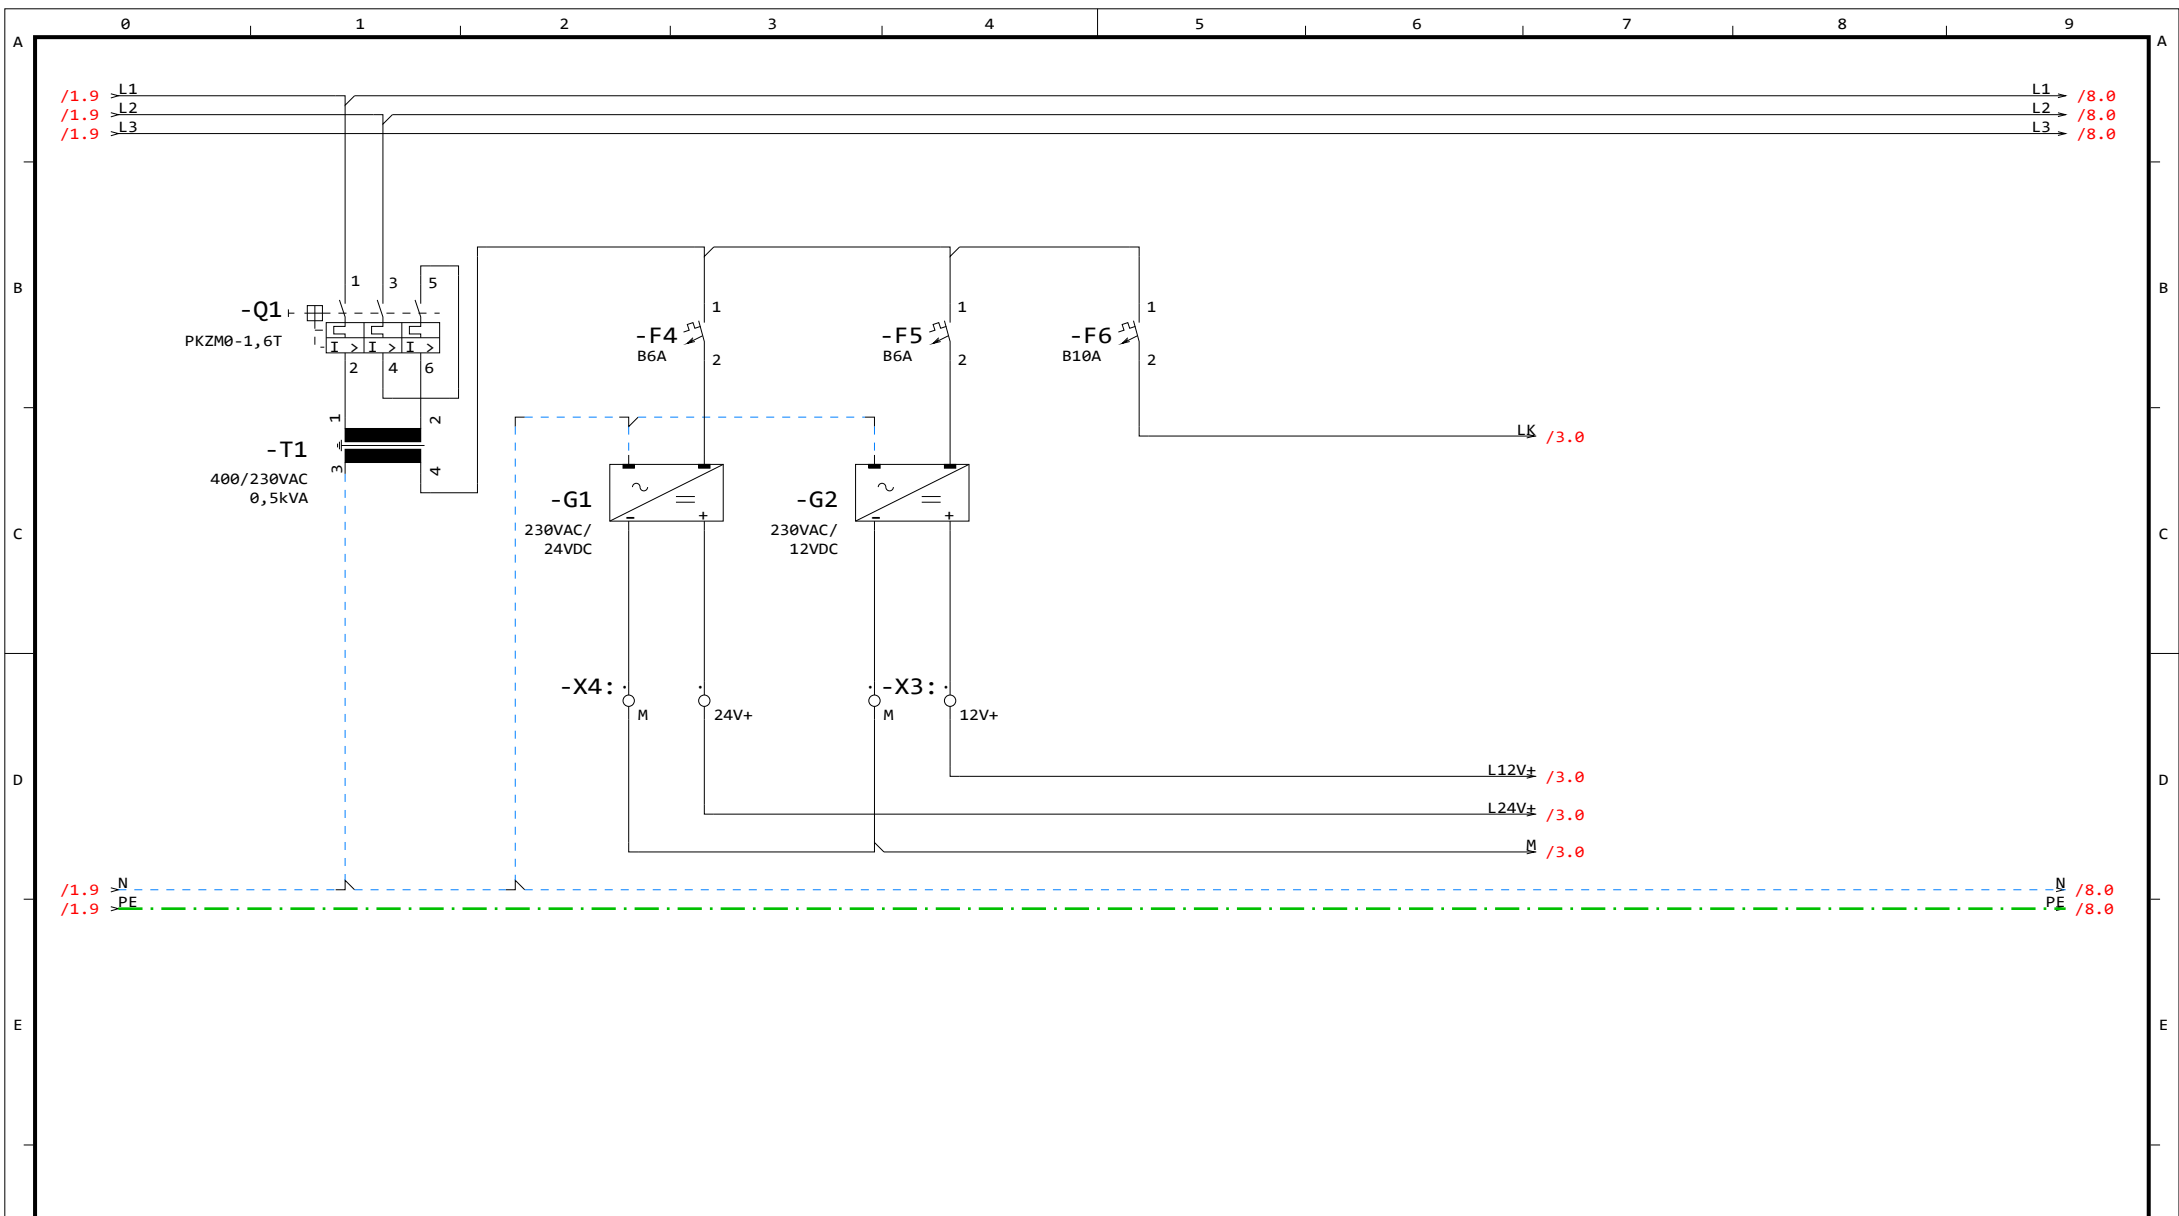 0 1 2 3 4 5 6 7 8 9
A A
/1.9 L1 L1 /8.0
/1.9 L2 L2 /8.0
/1.9 L3 L3 /8.0
B B
1 3 5
-Q1
PKZM0-1,6T
I > I > I >
2 4 6
1
-F4
B6A
2
1
-F5
B6A
2
1
-F6
B10A
2
LK /3.0
1 2
-T1
3 4
400/230VAC
0,5kVA
-G1
- +
230VAC/
24VDC
-G2
- +
230VAC/
12VDC
C C
-X4:
M 24V+
-X3:
M 12V+
L12V+ /3.0
D D
L24V+ /3.0
M /3.0
/1.9 N N /8.0
/1.9 PE PE /8.0
E E